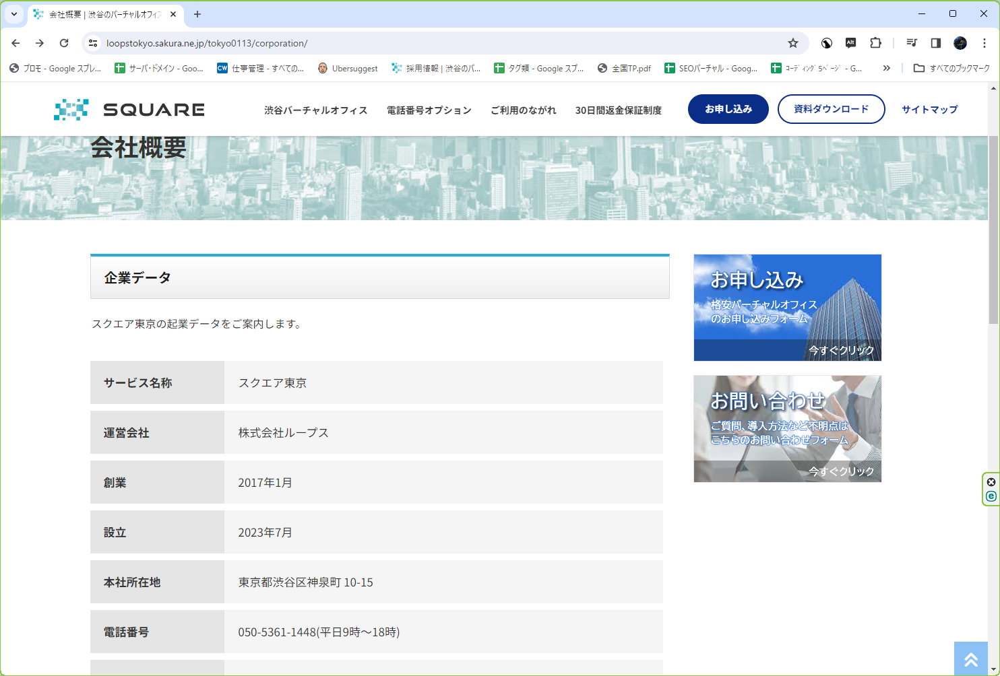 会社概要 | 渋谷のバーチャルオフィス
loopstokyo.sakura.ne.jp/tokyo0113/corporation/
プロモ - Google スプレ...
サーバ・ドメイン - Goo...
CW 仕事管理 - すべての...
Ubersuggest
採用情報 | 渋谷のバ...
タグ類 - Google スプ...
全国TP.pdf
SEOバーチャル - Goog...
コーディング 5ページ - G...
すべてのブックマーク
SQUARE
渋谷バーチャルオフィス
電話番号オプション
ご利用のながれ
30日間返金保証制度
お申し込み
資料ダウンロード
サイトマップ
会社概要
企業データ
スクエア東京の起業データをご案内します。
サービス名称 スクエア東京
運営会社 株式会社ループス
創業 2017年1月
設立 2023年7月
本社所在地 東京都渋谷区神泉町 10-15
電話番号 050-5361-1448(平日9時～18時)
お申し込み
格安バーチャルオフィス
のお申し込みフォーム
今すぐクリック
お問い合わせ
ご質問、導入方法など不明点は
こちらのお問い合わせフォーム
今すぐクリック